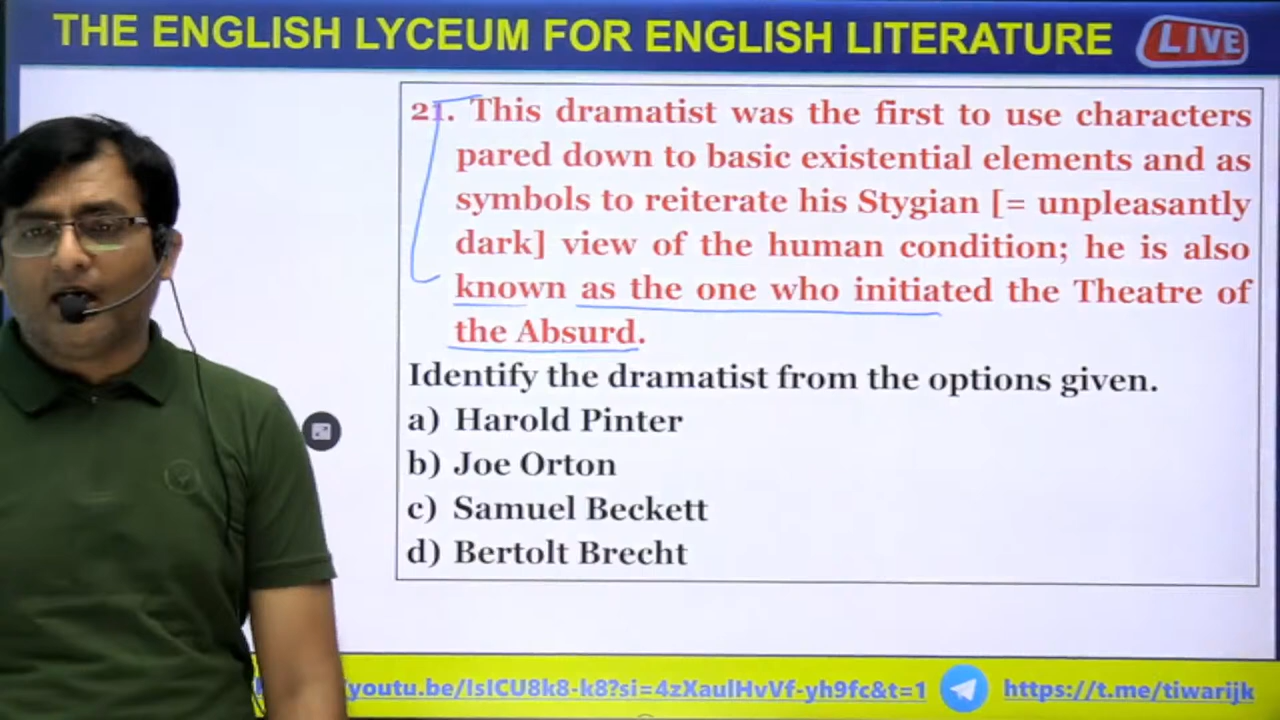 THE ENGLISH LYCEUM FOR ENGLISH LITERATURE LIVE
21. This dramatist was the first to use characters
pared down to basic existential elements and as
symbols to reiterate his Stygian [= unpleasantly
dark] view of the human condition; he is also
known as the one who initiated the Theatre of
the Absurd.
Identify the dramatist from the options given.
a) Harold Pinter
b) Joe Orton
c) Samuel Beckett
d) Bertolt Brecht
/youtu.be/IsICU8k8-k8?si=4zXaulHvVf-yh9fc&t=1 https://t.me/tiwarijk